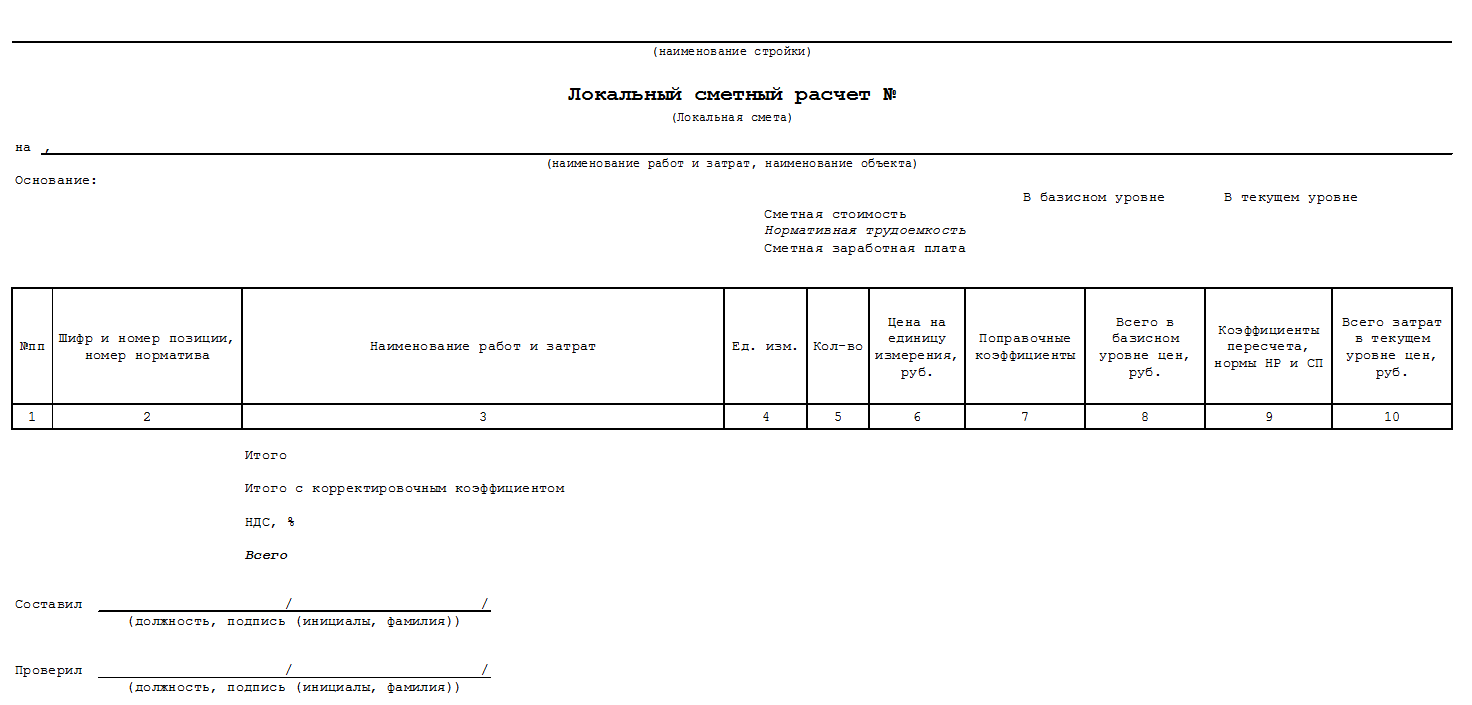 (наименование стройки)
Локальный сметный расчет №
(Локальная смета)
на ,
(наименование работ и затрат, наименование объекта)
Основание:
В базисном уровне В текущем уровне
Сметная стоимость
Нормативная трудоемкость
Сметная заработная плата
№пп
Шифр и номер позиции,
номер норматива
Наименование работ и затрат
Ед. изм.
Кол-во
Цена на
единицу
измерения,
руб.
Поправочные
коэффициенты
Всего в
базисном
уровне цен,
руб.
Коэффициенты
пересчета,
нормы НР и СП
Всего затрат
в текущем
уровне цен,
руб.
1 2 3 4 5 6 7 8 9 10
Итого
Итого с корректировочным коэффициентом
НДС, %
Всего
Составил / /
(должность, подпись (инициалы, фамилия))
Проверил / /
(должность, подпись (инициалы, фамилия))